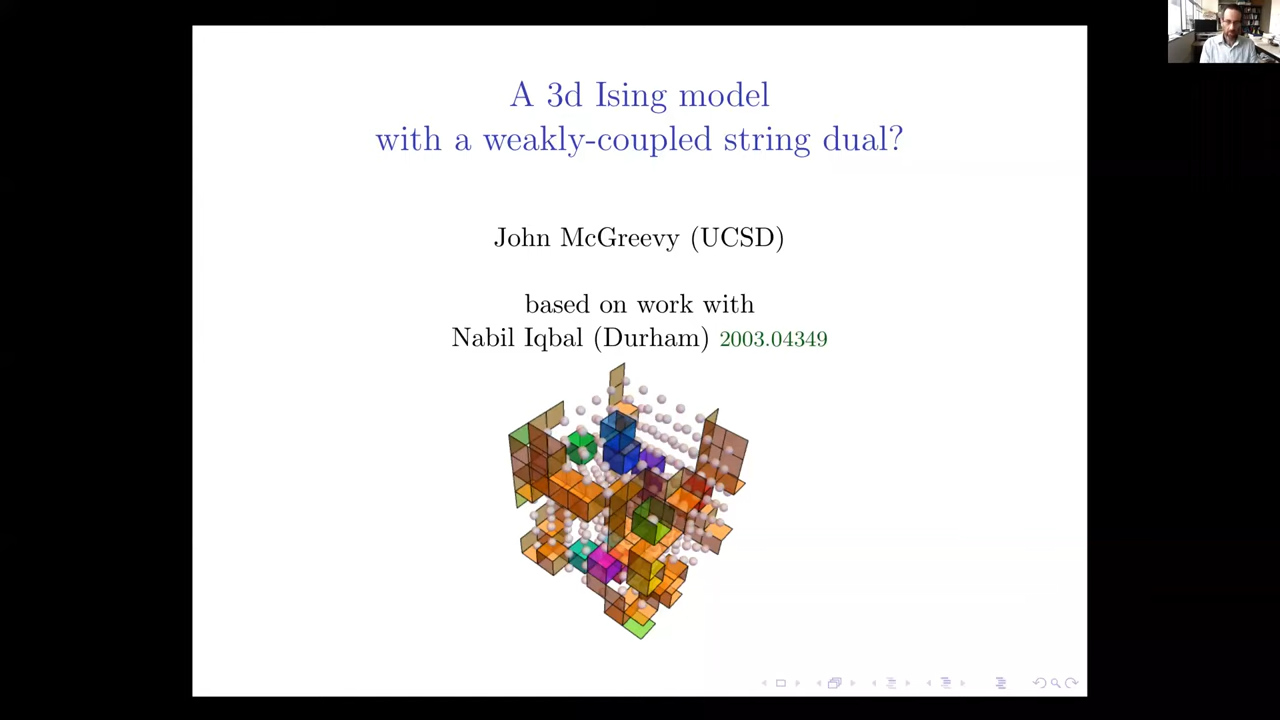 A 3d Ising model
with a weakly-coupled string dual?
John McGreevy (UCSD)
based on work with
Nabil Iqbal (Durham) 2003.04349